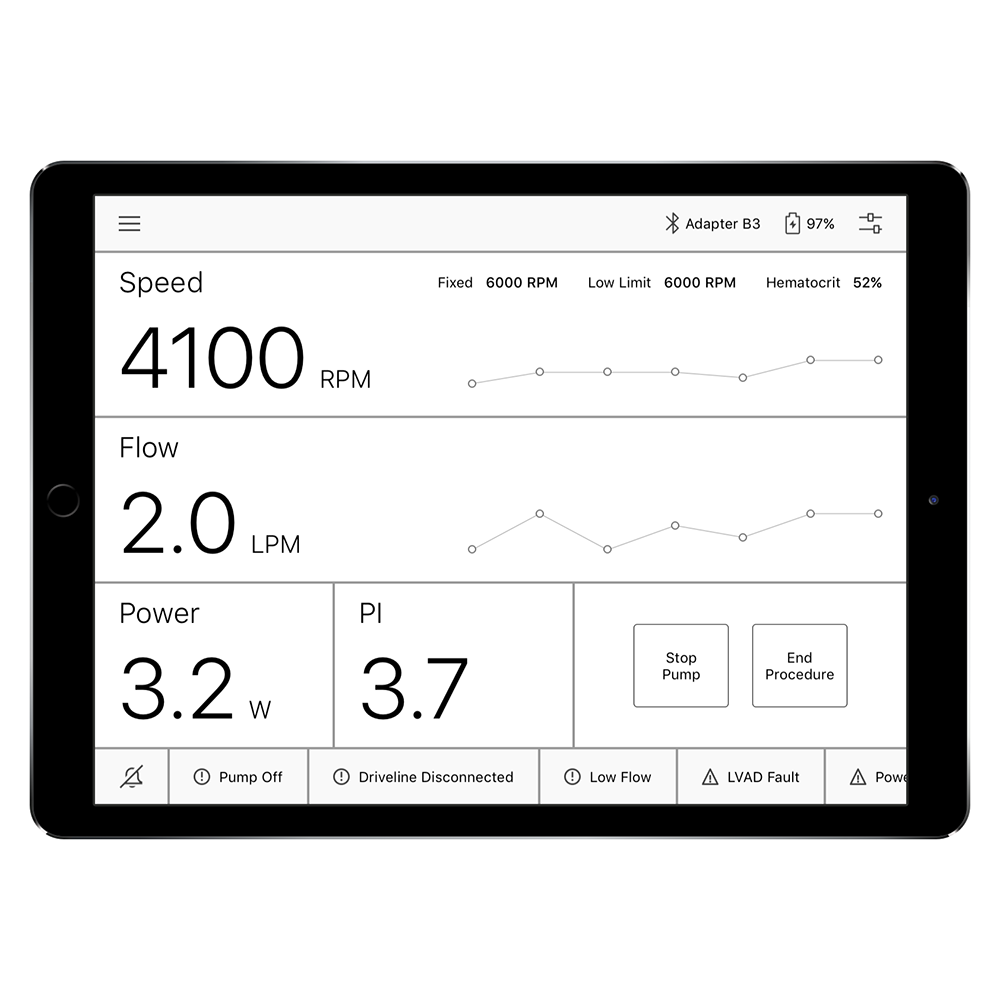 Adapter B3 97%
Speed Fixed 6000 RPM Low Limit 6000 RPM Hematocrit 52%
4100 RPM
Flow
2.0 LPM
Power PI
3.2 W 3.7
Stop Pump
End Procedure
Pump Off Driveline Disconnected Low Flow LVAD Fault Powe